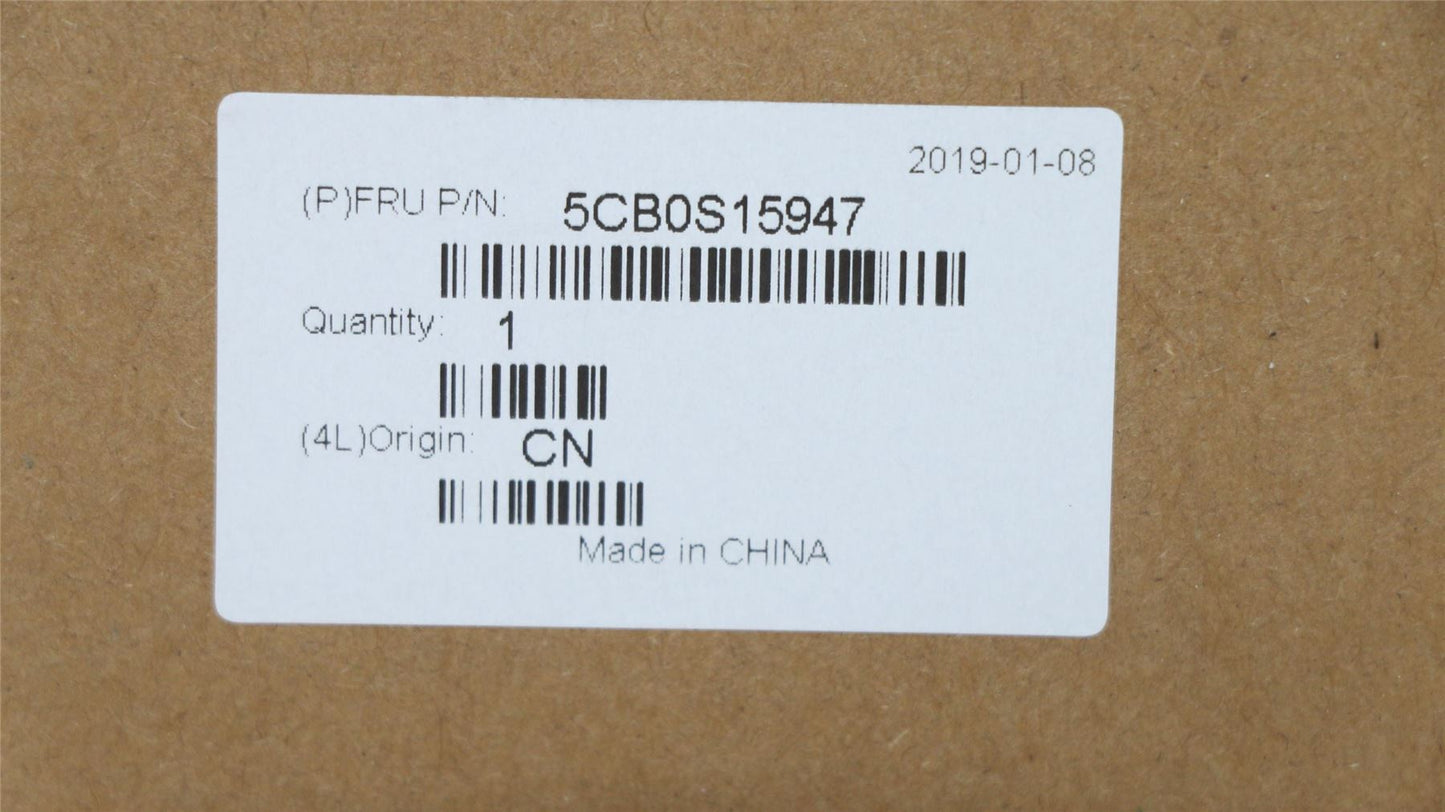 2019-01-08
(P)FRU P/N: 5CB0S15947
Quantity: 1
(4L)Origin: CN
Made in CHINA